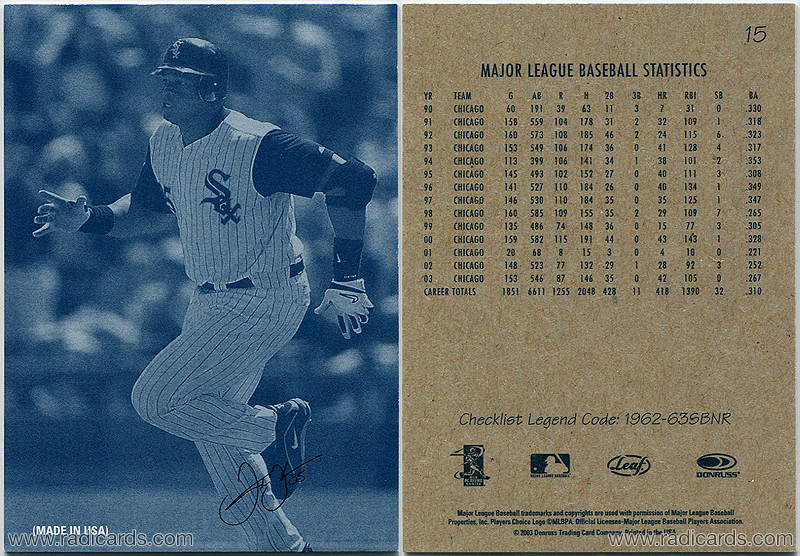 Sox
(MADE IN USA)
www.radicards.com
15
MAJOR LEAGUE BASEBALL STATISTICS
YR TEAM G AB R H 2B 3B HR RBI SB BA
90 CHICAGO 60 191 39 63 11 3 7 31 0 .330
91 CHICAGO 158 559 104 178 31 2 32 109 1 .318
92 CHICAGO 160 573 108 185 46 2 24 115 6 .323
93 CHICAGO 153 549 106 174 36 0 41 128 4 .317
94 CHICAGO 113 399 106 141 34 1 38 101 2 .353
95 CHICAGO 145 493 102 152 27 0 40 111 3 .308
96 CHICAGO 141 527 110 184 26 0 40 134 1 .349
97 CHICAGO 146 530 110 184 35 0 35 125 1 .347
98 CHICAGO 160 585 109 155 35 2 29 109 7 .265
99 CHICAGO 135 486 74 148 36 0 15 77 3 .305
00 CHICAGO 159 582 115 191 44 0 43 143 1 .328
01 CHICAGO 20 68 8 15 3 0 4 10 0 .221
02 CHICAGO 148 523 77 132 29 1 28 92 3 .252
03 CHICAGO 153 546 87 146 35 0 42 105 0 .267
CAREER TOTALS 1851 6611 1255 2048 428 11 418 1390 32 .310
Checklist Legend Code: 1962-63SBNR
PLAYERS CHOICE MAJOR LEAGUE BASEBALL Leaf DONRUSS
Major League Baseball trademarks and copyrights are used with permission of Major League Baseball
Properties, Inc. Players Choice Logo ©MLBPA. Official Licensee-Major League Baseball Players Association.
© 2003 Donruss Trading Card Company. Printed in the USA.
www.radicards.com